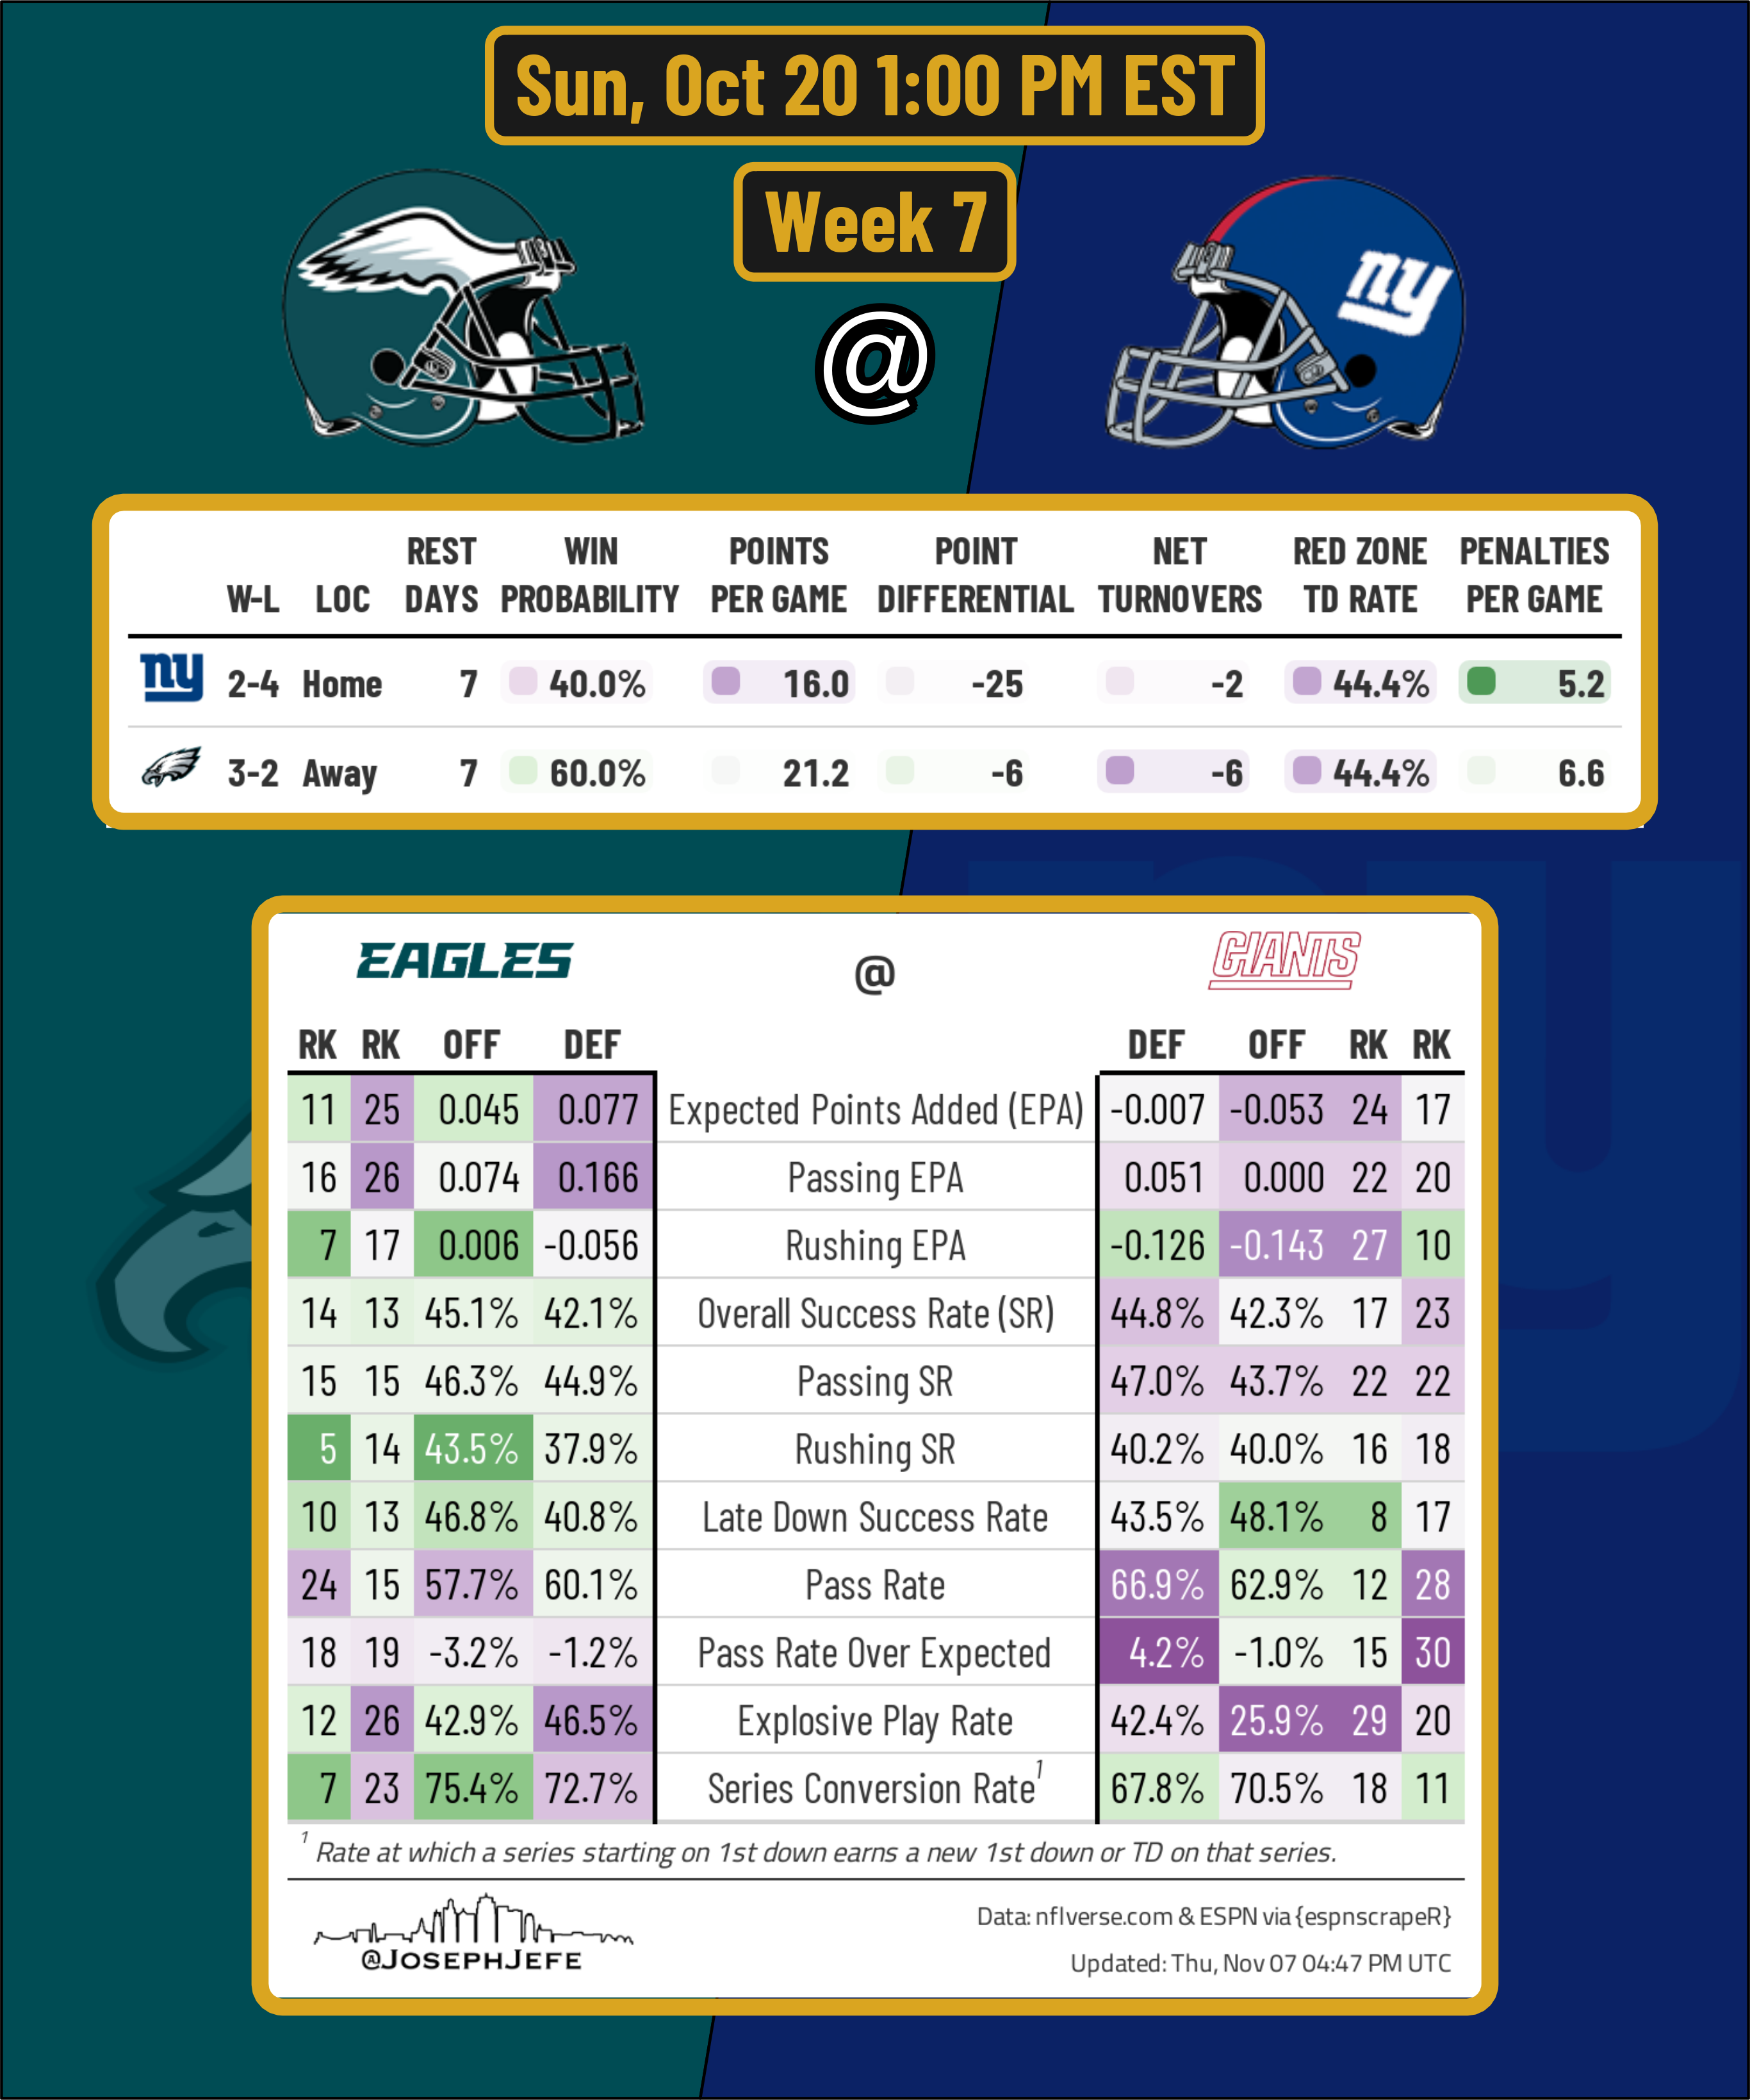 Sun, Oct 20 1:00 PM EST
Week 7
@
ny
W-L LOC REST DAYS WIN PROBABILITY POINTS PER GAME POINT DIFFERENTIAL NET TURNOVERS RED ZONE TD RATE PENALTIES PER GAME
ny 2-4 Home 7 40.0% 16.0 -25 -2 44.4% 5.2
3-2 Away 7 60.0% 21.2 -6 -6 44.4% 6.6
EAGLES @ GIANTS
RK RK OFF DEF DEF OFF RK RK
11 25 0.045 0.077 Expected Points Added (EPA) -0.007 -0.053 24 17
16 26 0.074 0.166 Passing EPA 0.051 0.000 22 20
7 17 0.006 -0.056 Rushing EPA -0.126 -0.143 27 10
14 13 45.1% 42.1% Overall Success Rate (SR) 44.8% 42.3% 17 23
15 15 46.3% 44.9% Passing SR 47.0% 43.7% 22 22
5 14 43.5% 37.9% Rushing SR 40.2% 40.0% 16 18
10 13 46.8% 40.8% Late Down Success Rate 43.5% 48.1% 8 17
24 15 57.7% 60.1% Pass Rate 66.9% 62.9% 12 28
18 19 -3.2% -1.2% Pass Rate Over Expected 4.2% -1.0% 15 30
12 26 42.9% 46.5% Explosive Play Rate 42.4% 25.9% 29 20
7 23 75.4% 72.7% Series Conversion Rate¹ 67.8% 70.5% 18 11
¹ Rate at which a series starting on 1st down earns a new 1st down or TD on that series.
@JOSEPHJEFE
Data: nflverse.com & ESPN via {espnscrapeR}
Updated: Thu, Nov 07 04:47 PM UTC